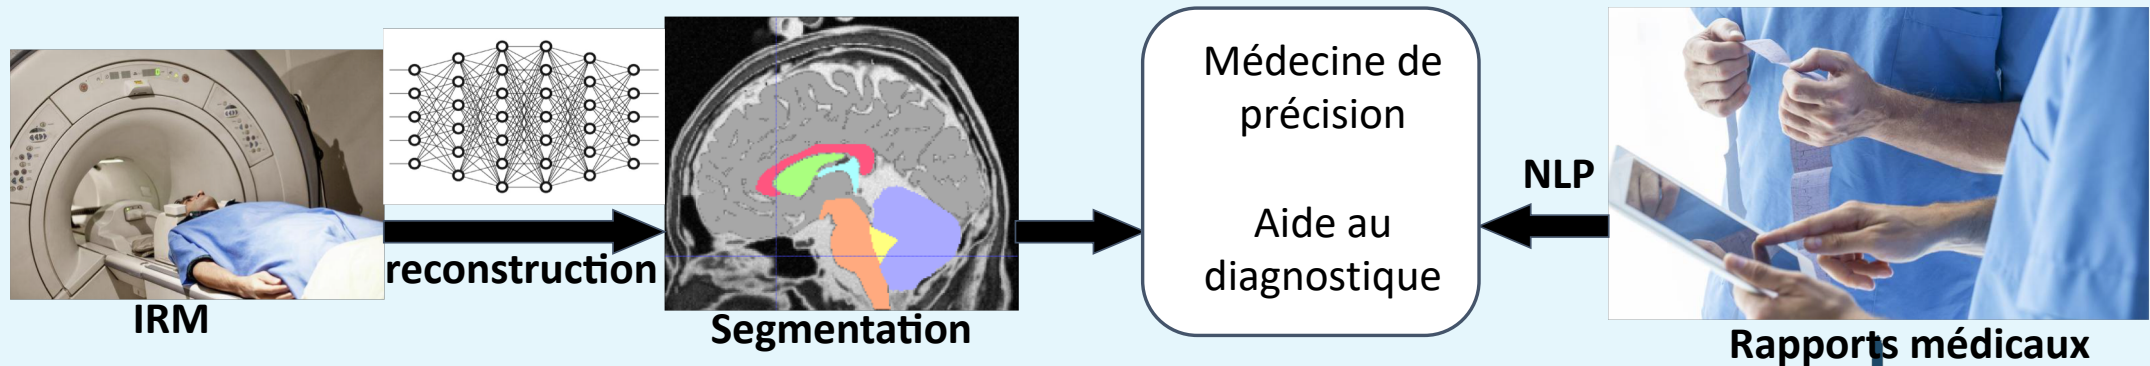 IRM
reconstruction
Segmentation
Médecine de
précision
Aide au
diagnostique
NLP
Rapports médicaux